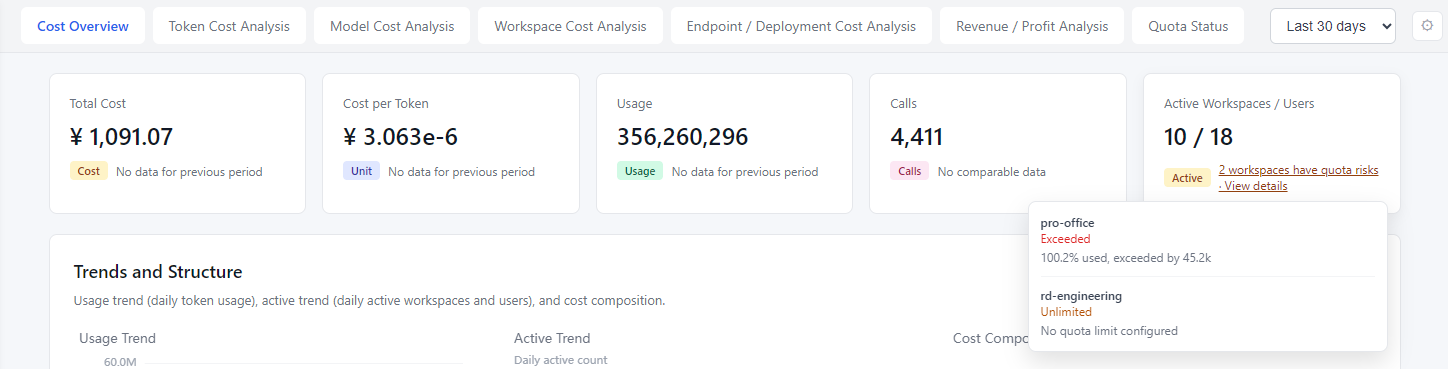 Cost Overview
Token Cost Analysis
Model Cost Analysis
Workspace Cost Analysis
Endpoint / Deployment Cost Analysis
Revenue / Profit Analysis
Quota Status
Last 30 days
Total Cost
¥ 1,091.07
Cost No data for previous period
Cost per Token
¥ 3.063e-6
Unit No data for previous period
Usage
356,260,296
Usage No data for previous period
Calls
4,411
Calls No comparable data
Active Workspaces / Users
10 / 18
Active 2 workspaces have quota risks
· View details
pro-office
Exceeded
100.2% used, exceeded by 45.2k
rd-engineering
Unlimited
No quota limit configured
Trends and Structure
Usage trend (daily token usage), active trend (daily active workspaces and users), and cost composition.
Usage Trend
60.0M
Active Trend
Daily active count
Cost